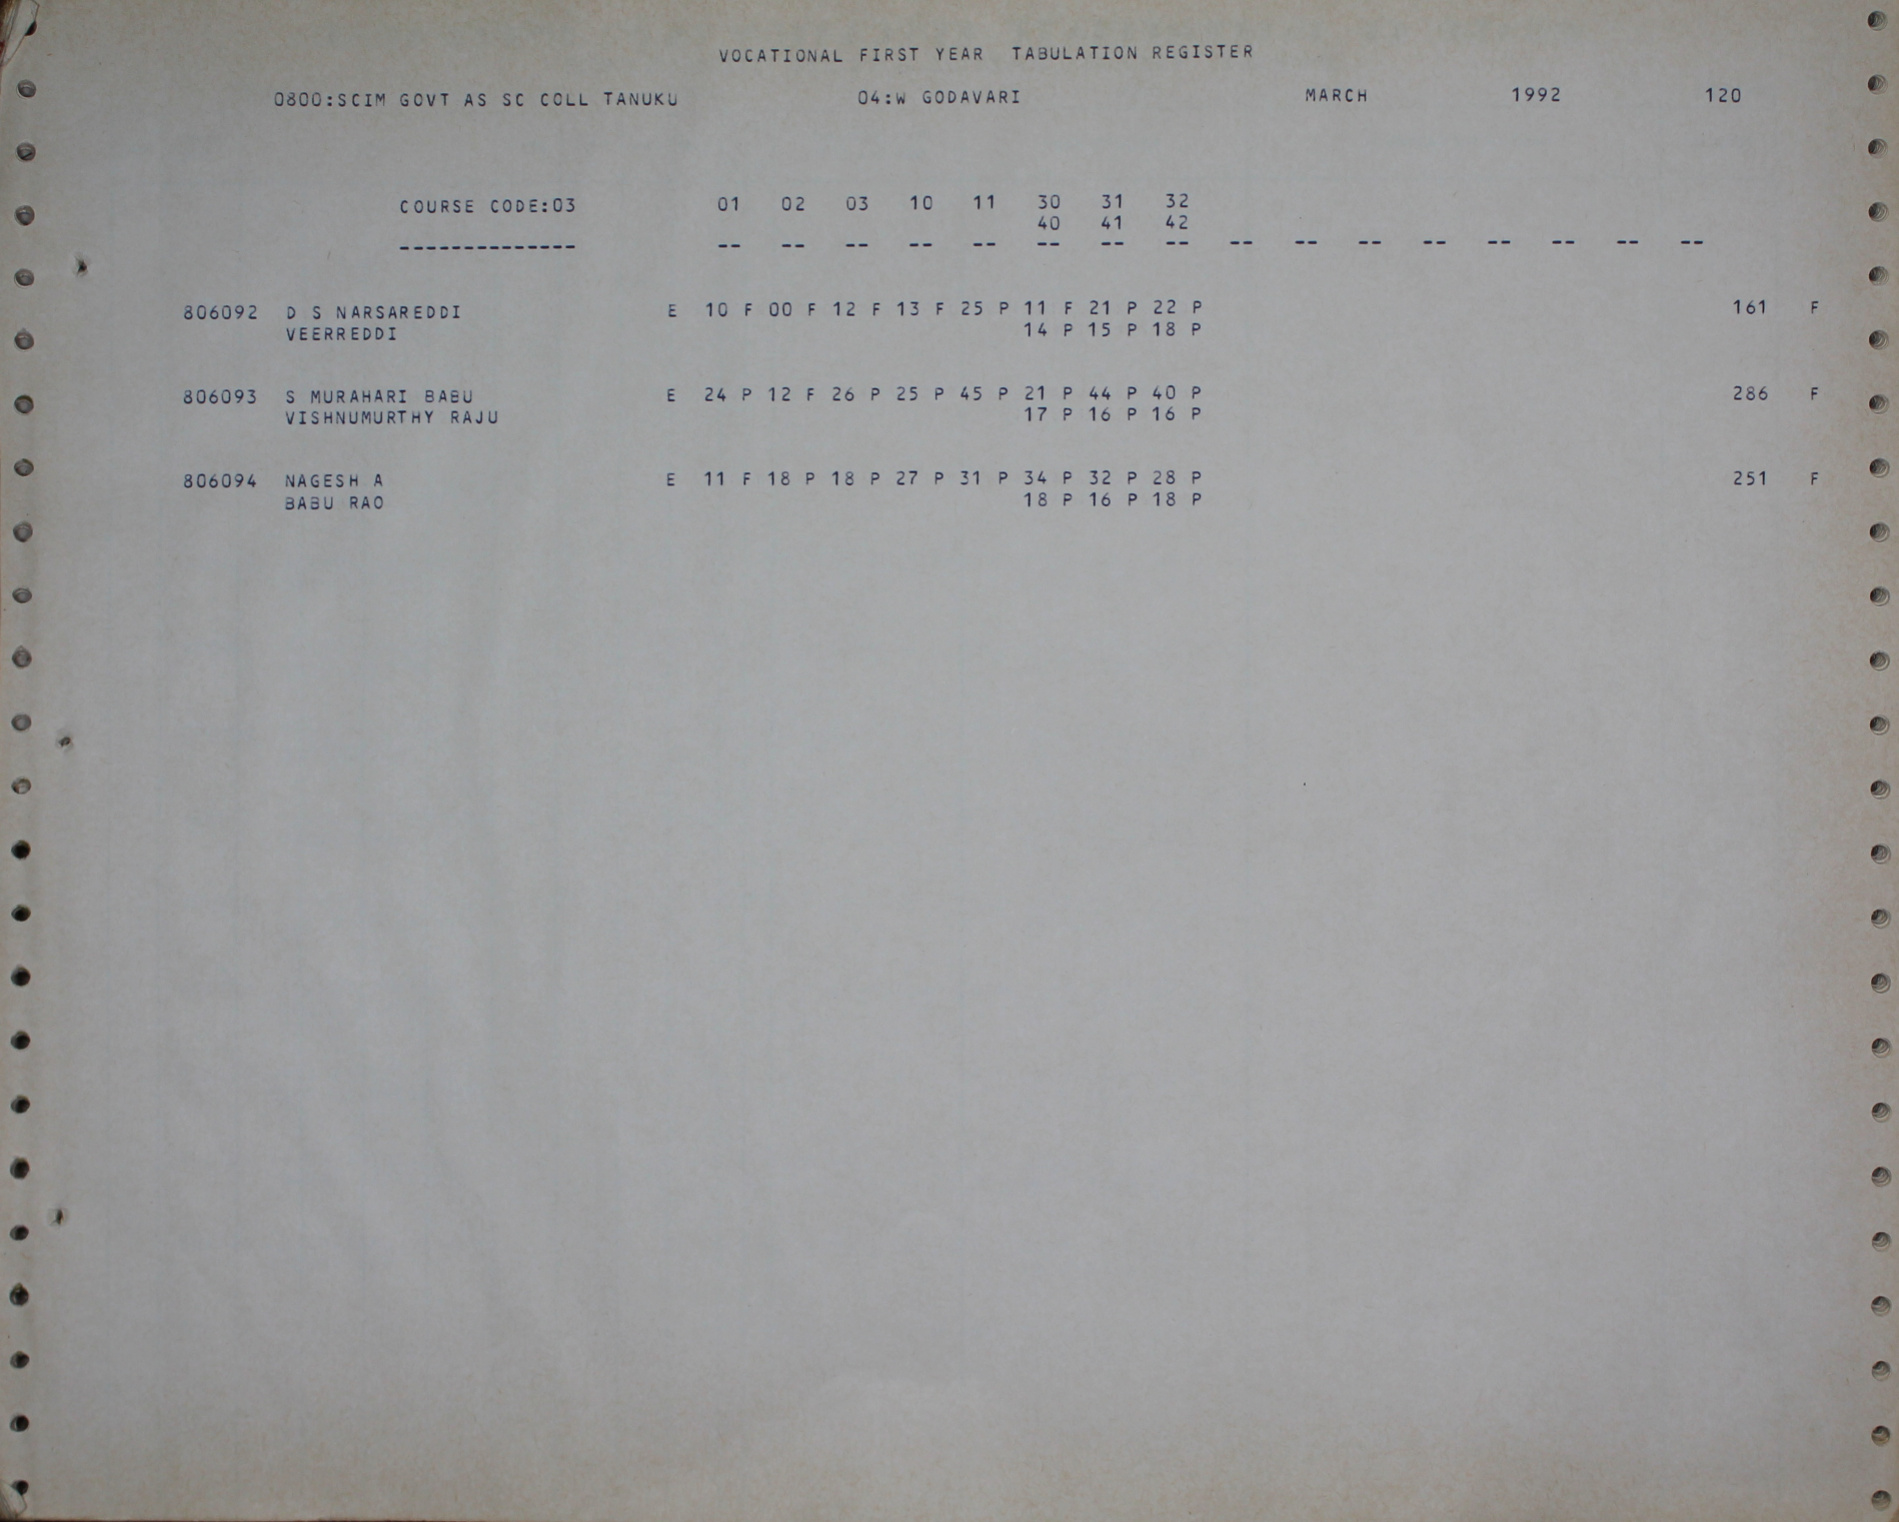 VOCATIONAL FIRST YEAR TABULATION REGISTER
0800:SCIM GOVT AS SC COLL TANUKU 04:W GODAVARI MARCH 1992 120
COURSE CODE:03 01 02 03 10 11 30 31 32
40 41 42
-------------- -- -- -- -- -- -- -- -- -- -- -- -- -- -- -- --
806092 D S NARSAREDDI E 10 F 00 F 12 F 13 F 25 P 11 F 21 P 22 P 161 F
VEERREDDI 14 P 15 P 18 P
806093 S MURAHARI BABU E 24 P 12 F 26 P 25 P 45 P 21 P 44 P 40 P 286 F
VISHNUMURTHY RAJU 17 P 16 P 16 P
806094 NAGESH A E 11 F 18 P 18 P 27 P 31 P 34 P 32 P 28 P 251 F
BABU RAO 18 P 16 P 18 P